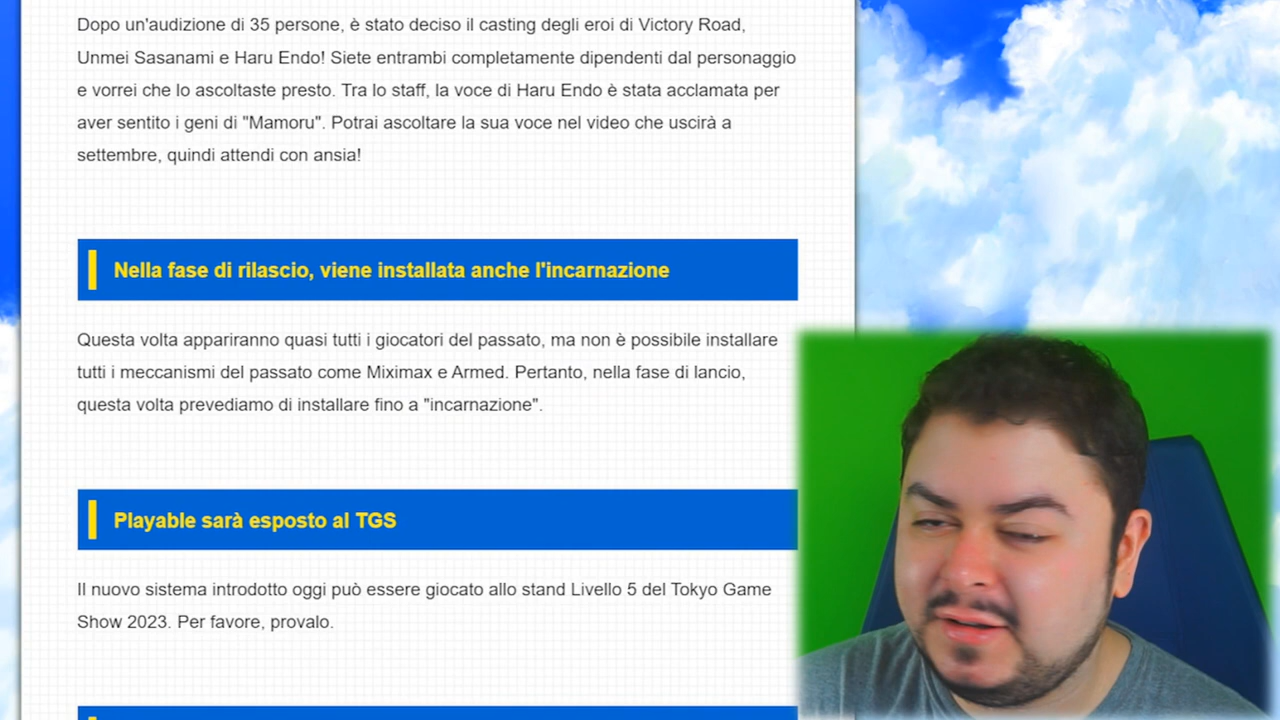 Dopo un'audizione di 35 persone, è stato deciso il casting degli eroi di Victory Road,
Unmei Sasanami e Haru Endo! Siete entrambi completamente dipendenti dal personaggio
e vorrei che lo ascoltaste presto. Tra lo staff, la voce di Haru Endo è stata acclamata per
aver sentito i geni di "Mamoru". Potrai ascoltare la sua voce nel video che uscirà a
settembre, quindi attendi con ansia!
Nella fase di rilascio, viene installata anche l'incarnazione
Questa volta appariranno quasi tutti i giocatori del passato, ma non è possibile installare
tutti i meccanismi del passato come Miximax e Armed. Pertanto, nella fase di lancio,
questa volta prevediamo di installare fino a "incarnazione".
Playable sarà esposto al TGS
Il nuovo sistema introdotto oggi può essere giocato allo stand Livello 5 del Tokyo Game
Show 2023. Per favore, provalo.